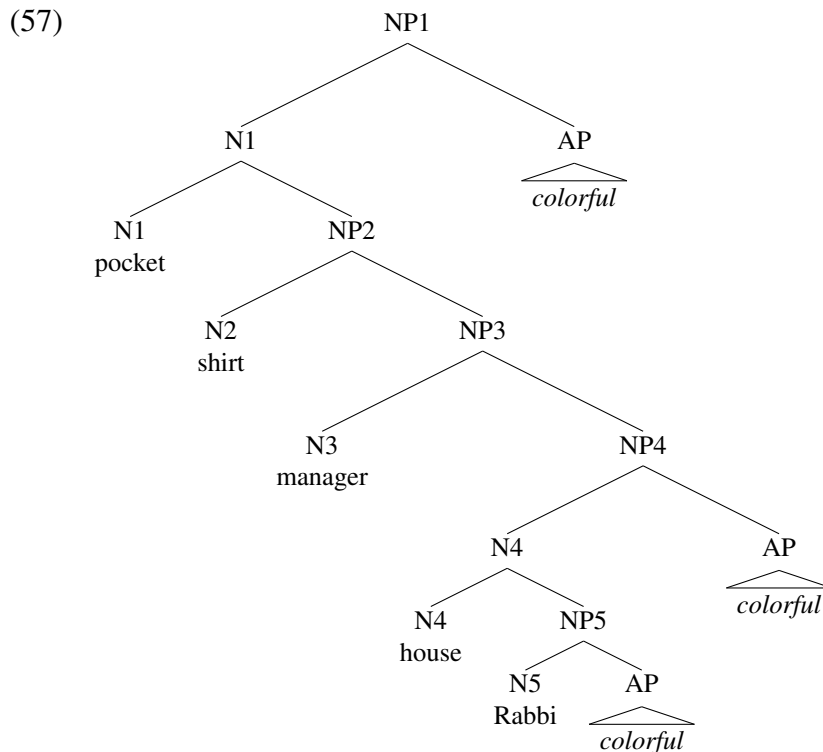 (57) NP1
N1 AP
colorful
N1 NP2
pocket
N2 NP3
shirt
N3 NP4
manager
N4 AP
colorful
N4 NP5
house
N5 AP
Rabbi
colorful